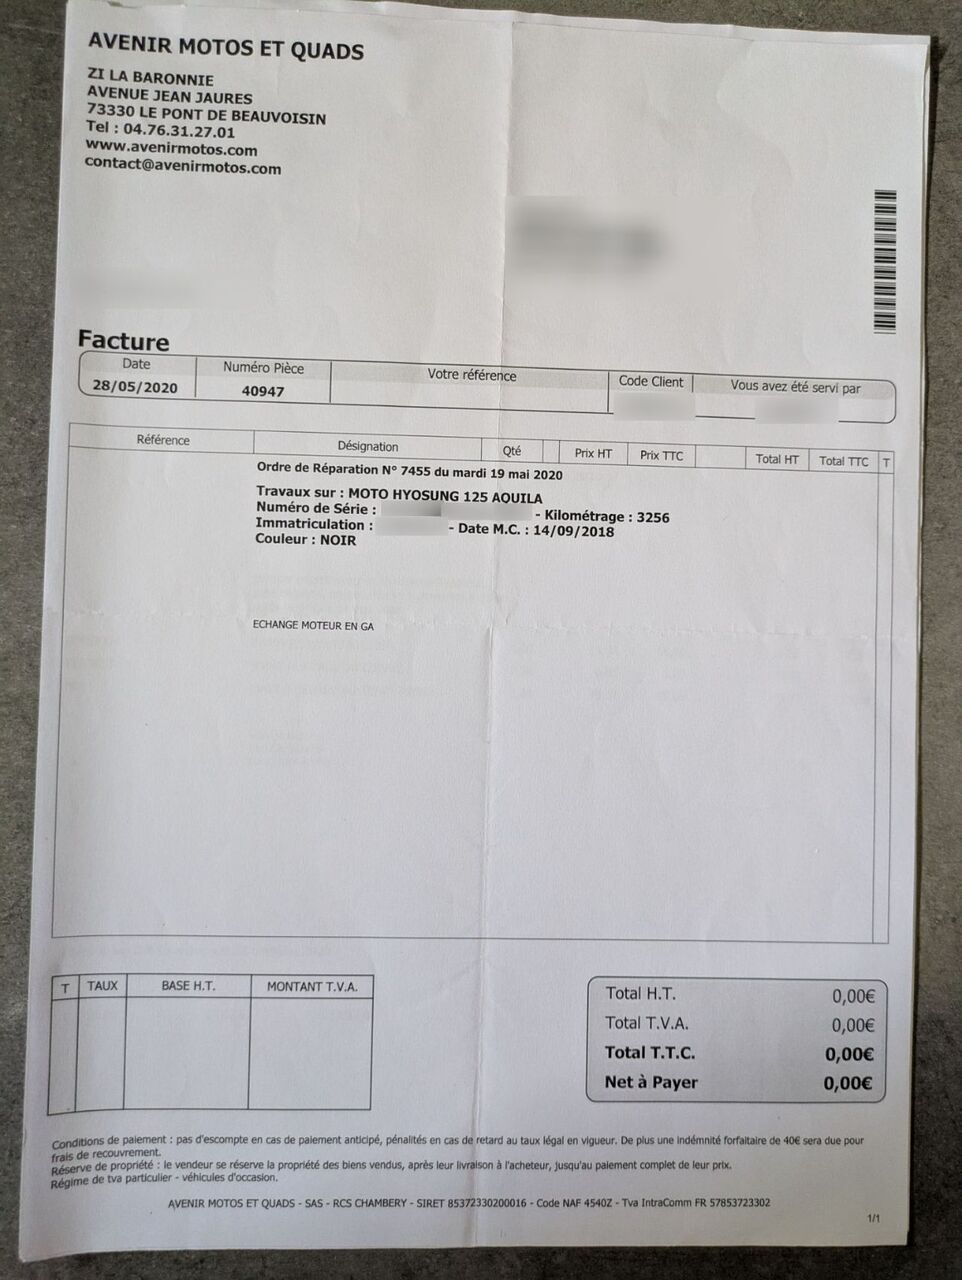 AVENIR MOTOS ET QUADS
ZI LA BARONNIE
AVENUE JEAN JAURES
73330 LE PONT DE BEAUVOISIN
Tel : 04.76.31.27.01
www.avenirmotos.com
contact@avenirmotos.com
Facture
Date Numéro Pièce Votre référence Code Client Vous avez été servi par
28/05/2020 40947
Référence Désignation Qté Prix HT Prix TTC Total HT Total TTC T
Ordre de Réparation N° 7455 du mardi 19 mai 2020
Travaux sur : MOTO HYOSUNG 125 AQUILA
Numéro de Série : - Kilométrage : 3256
Immatriculation : - Date M.C. : 14/09/2018
Couleur : NOIR
ECHANGE MOTEUR EN GA
T TAUX BASE H.T. MONTANT T.V.A.
Total H.T. 0,00€
Total T.V.A. 0,00€
Total T.T.C. 0,00€
Net à Payer 0,00€
Conditions de paiement : pas d'escompte en cas de paiement anticipé, pénalités en cas de retard au taux légal en vigueur. De plus une indémnité forfaitaire de 40€ sera due pour
frais de recouvrement.
Réserve de propriété : le vendeur se réserve la propriété des biens vendus, après leur livraison à l'acheteur, jusqu'au paiement complet de leur prix.
Régime de tva particulier - véhicules d'occasion.
AVENIR MOTOS ET QUADS - SAS - RCS CHAMBERY - SIRET 85372330200016 - Code NAF 4540Z - Tva IntraComm FR 57853723302
1/1